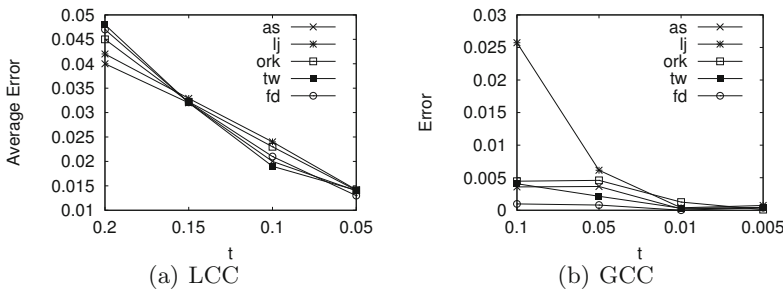 0.05
0.045
0.04
0.035
0.03
0.025
0.02
0.015
0.01
Average Error
0.2 0.15 0.1 0.05
t
as
lj
ork
tw
fd
(a) LCC
0.03
0.025
0.02
0.015
0.01
0.005
0
Error
0.1 0.05 0.01 0.005
t
as
lj
ork
tw
fd
(b) GCC